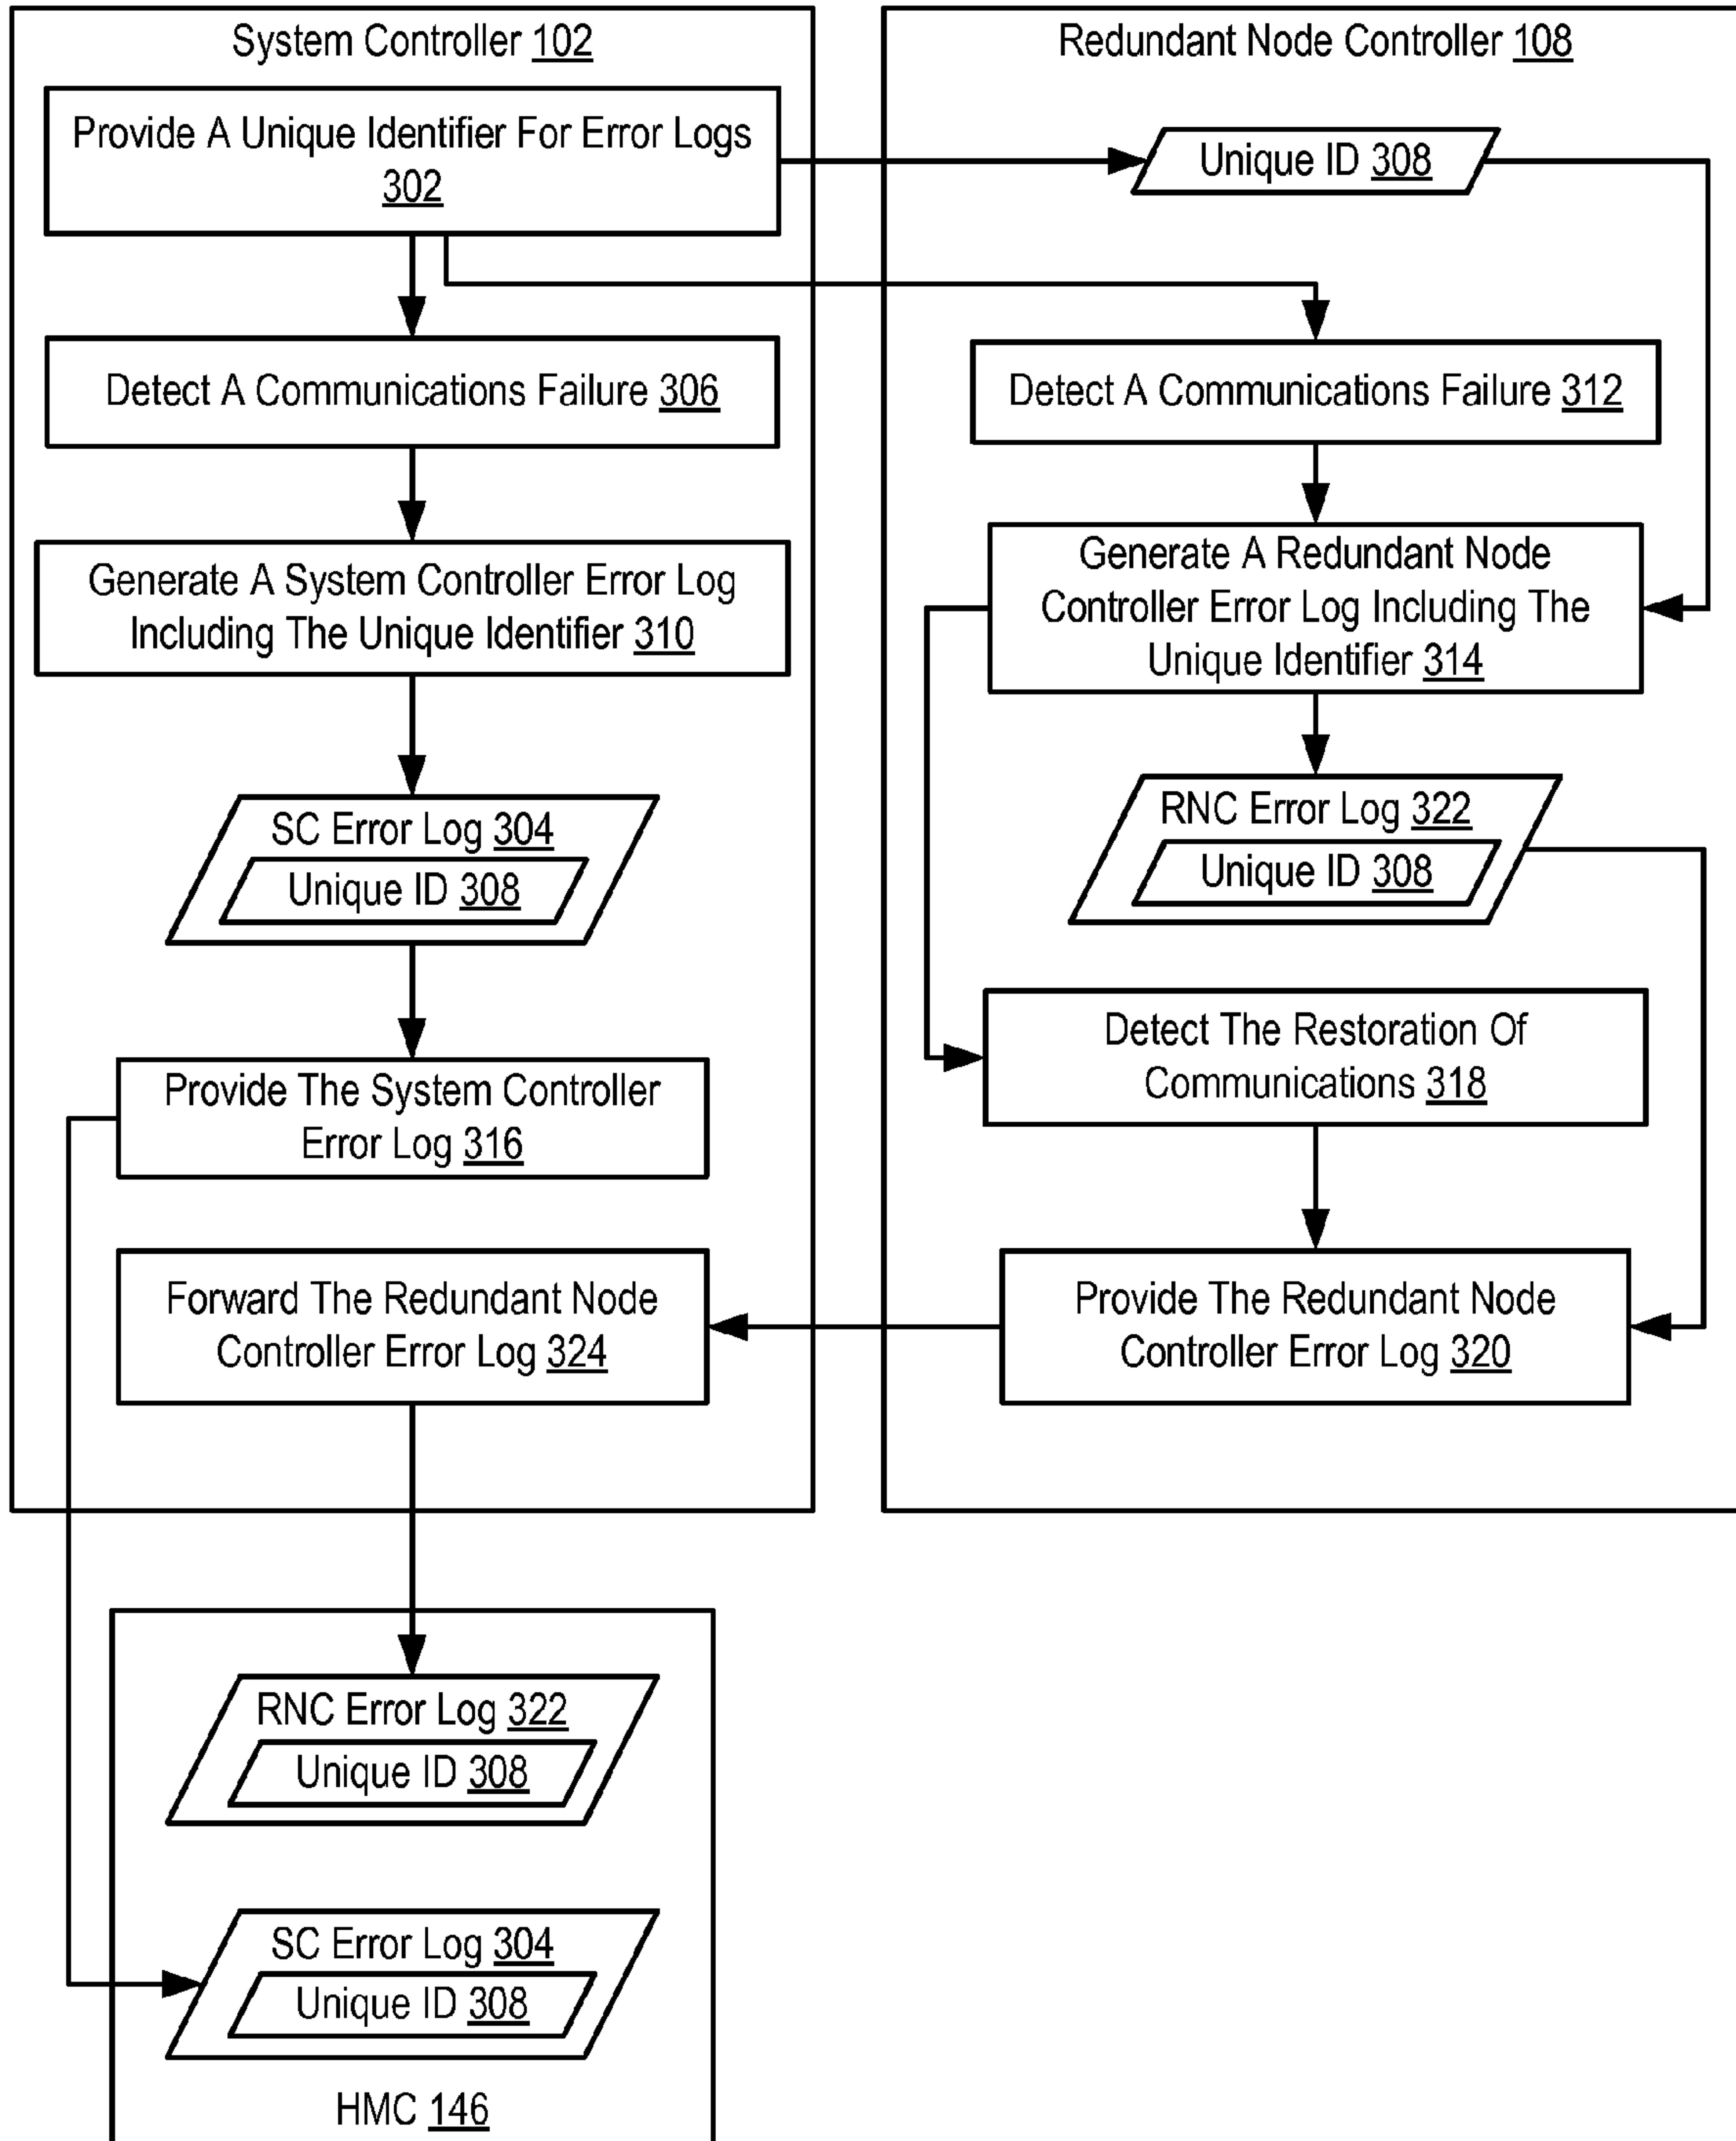 System Controller 102
Provide A Unique Identifier For Error Logs
302
Detect A Communications Failure 306
Generate A System Controller Error Log
Including The Unique Identifier 310
SC Error Log 304
Unique ID 308
Provide The System Controller
Error Log 316
Forward The Redundant Node
Controller Error Log 324
Redundant Node Controller 108
Unique ID 308
Detect A Communications Failure 312
Generate A Redundant Node
Controller Error Log Including The
Unique Identifier 314
RNC Error Log 322
Unique ID 308
Detect The Restoration Of
Communications 318
Provide The Redundant Node
Controller Error Log 320
RNC Error Log 322
Unique ID 308
SC Error Log 304
Unique ID 308
HMC 146